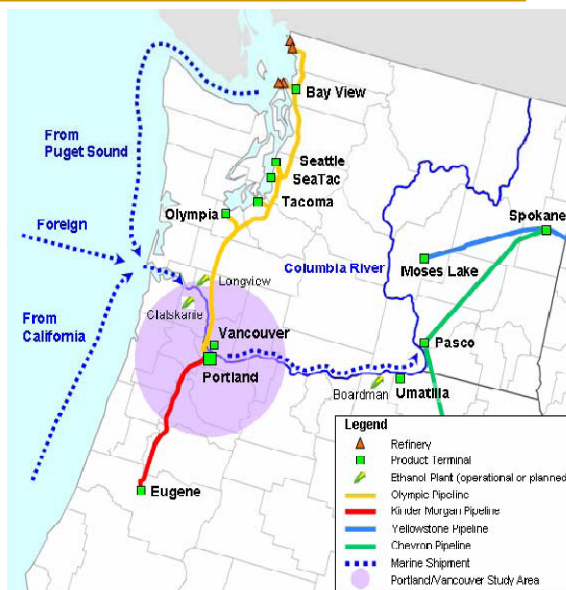 Bay View
From
Puget Sound
Seattle
SeaTac
Tacoma
Olympia
Spokane
Foreign
Moses Lake
Columbia River
Longview
Clatskanie
From
California
Vancouver
Pasco
Portland
Boardman
Umatilla
Eugene
Legend
Refinery
Product Terminal
Ethanol Plant (operational or planned
Olympic Pipeline
Kinder Morgan Pipeline
Yellowstone Pipeline
Chevron Pipeline
Marine Shipment
Portland/Vancouver Study Area